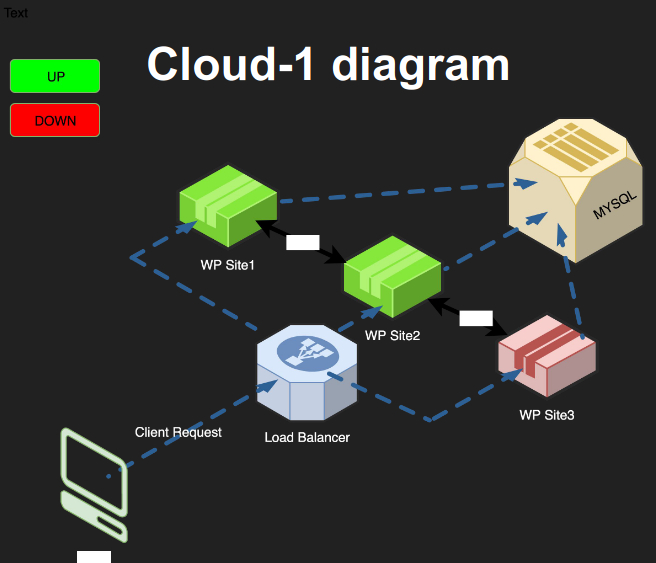 Text
Cloud-1 diagram
UP
DOWN
MYSQL
WP Site1
WP Site2
WP Site3
Client Request
Load Balancer